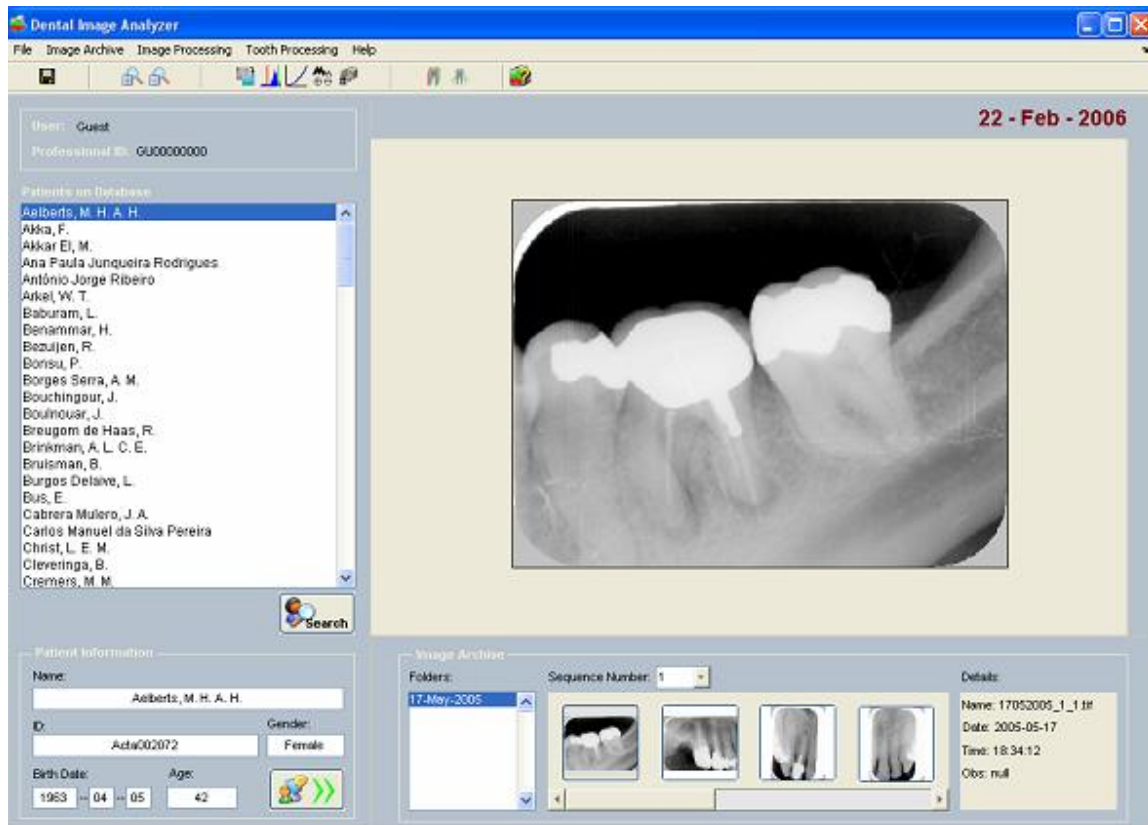 Dental Image Analyzer
File Image Archive Image Processing Tooth Processing Help
22 - Feb - 2006
User: Guest
Professional ID: GU00000000
Patients on Database
Aelberts, M. H. A. H.
Akka, F.
Akkar El, M.
Ana Paula Junqueira Rodrigues
António Jorge Ribeiro
Arkel, W. T.
Baburam, L.
Benammar, H.
Bezuijen, R.
Bonsu, P.
Borges Serra, A. M.
Bouchingour, J.
Boulnouar, J.
Breugom de Haas, R.
Brinkman, A. L. C. E.
Bruisman, B.
Burgos Delaive, L.
Bus, E.
Cabrera Mulero, J. A.
Carlos Manuel da Silva Pereira
Christ, L. E. M.
Cleveringa, B.
Cremers, M. M.
Search
Patient Information
Name:
Aelberts, M. H. A. H.
ID: Gender:
Acta002072 Female
Birth Date: Age:
1963 -- 04 -- 05 42
Image Archive
Folders: Sequence Number: 1 Details:
17-May-2005
Name: 17052005_1_1.tif
Date: 2005-05-17
Time: 18:34:12
Obs: null